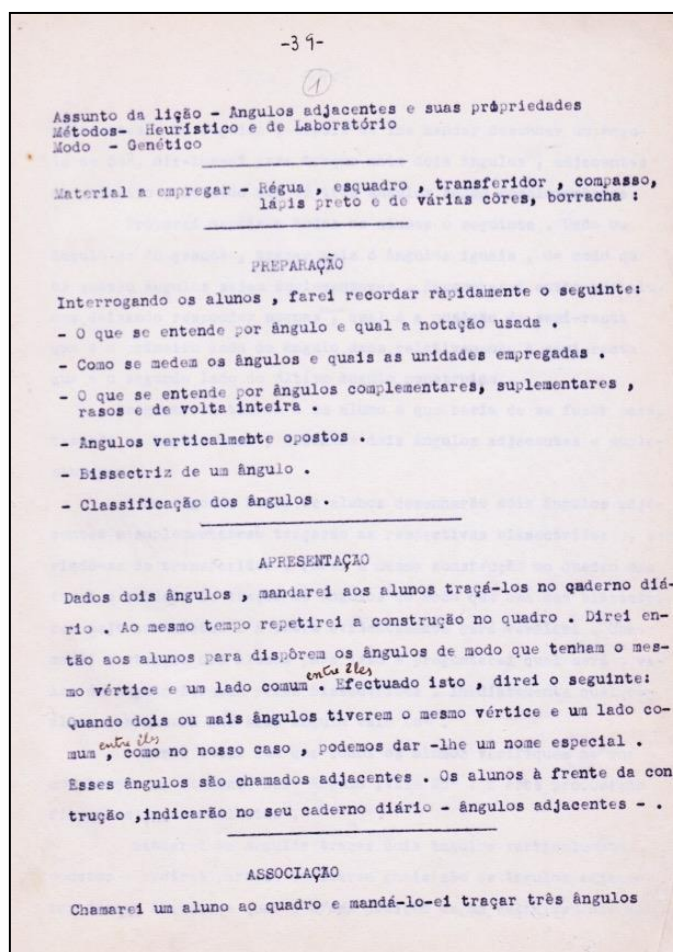 -39-
1
Assunto da lição - Angulos adjacentes e suas propriedades
Métodos- Heurístico e de Laboratório
Modo - Genético
Material a empregar - Régua , esquadro , transferidor , compasso,
lápis preto e de várias côres, borracha :
PREPARAÇÃO
Interrogando os alunos , farei recordar ràpidamente o seguinte:
- O que se entende por ângulo e qual a notação usada .
- Como se medem os ângulos e quais as unidades empregadas .
- O que se entende por ângulos complementares, suplementares ,
rasos e de volta inteira .
- Angulos verticalmente opostos .
- Bissectriz de um ângulo .
- Classificação dos ângulos .
APRESENTAÇÃO
Dados dois ângulos , mandarei aos alunos traçá-los no caderno diá-
rio . Ao mesmo tempo repetirei a construção no quadro . Direi en-
tão aos alunos para dispôrem os ângulos de modo que tenham o mes-
mo vértice e um lado comum entre êles . Efectuado isto , direi o seguinte:
Quando dois ou mais ângulos tiverem o mesmo vértice e um lado co-
mum entre êles , como no nosso caso , podemos dar -lhe um nome especial .
Esses ângulos são chamados adjacentes . Os alunos à frente da con
trução ,indicarão no seu caderno diário - ângulos adjacentes - .
ASSOCIAÇÃO
Chamarei um aluno ao quadro e mandá-lo-ei traçar três ângulos